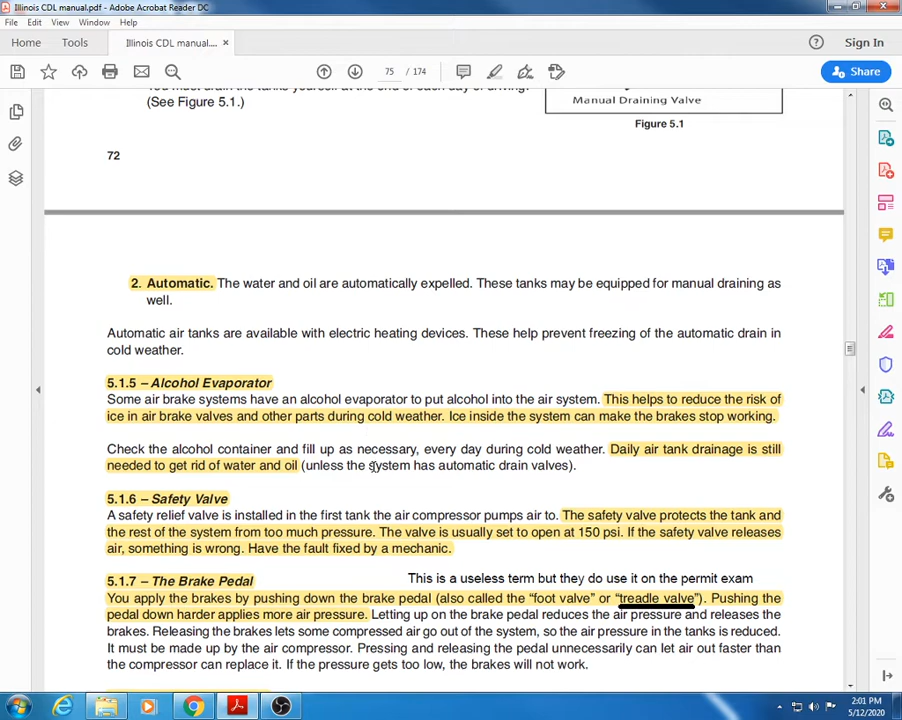 Illinois CDL manual.pdf - Adobe Acrobat Reader DC
File Edit View Window Help
Home Tools Illinois CDL manual.... × Sign In
75 / 174 Share
(See Figure 5.1.)
Manual Draining Valve
Figure 5.1
72
2. Automatic. The water and oil are automatically expelled. These tanks may be equipped for manual draining as
well.
Automatic air tanks are available with electric heating devices. These help prevent freezing of the automatic drain in
cold weather.
5.1.5 – Alcohol Evaporator
Some air brake systems have an alcohol evaporator to put alcohol into the air system. This helps to reduce the risk of
ice in air brake valves and other parts during cold weather. Ice inside the system can make the brakes stop working.
Check the alcohol container and fill up as necessary, every day during cold weather. Daily air tank drainage is still
needed to get rid of water and oil (unless the system has automatic drain valves).
5.1.6 – Safety Valve
A safety relief valve is installed in the first tank the air compressor pumps air to. The safety valve protects the tank and
the rest of the system from too much pressure. The valve is usually set to open at 150 psi. If the safety valve releases
air, something is wrong. Have the fault fixed by a mechanic.
5.1.7 – The Brake Pedal
This is a useless term but they do use it on the permit exam
You apply the brakes by pushing down the brake pedal (also called the “foot valve” or “treadle valve”). Pushing the
pedal down harder applies more air pressure. Letting up on the brake pedal reduces the air pressure and releases the
brakes. Releasing the brakes lets some compressed air go out of the system, so the air pressure in the tanks is reduced.
It must be made up by the air compressor. Pressing and releasing the pedal unnecessarily can let air out faster than
the compressor can replace it. If the pressure gets too low, the brakes will not work.
2:01 PM
5/12/2020